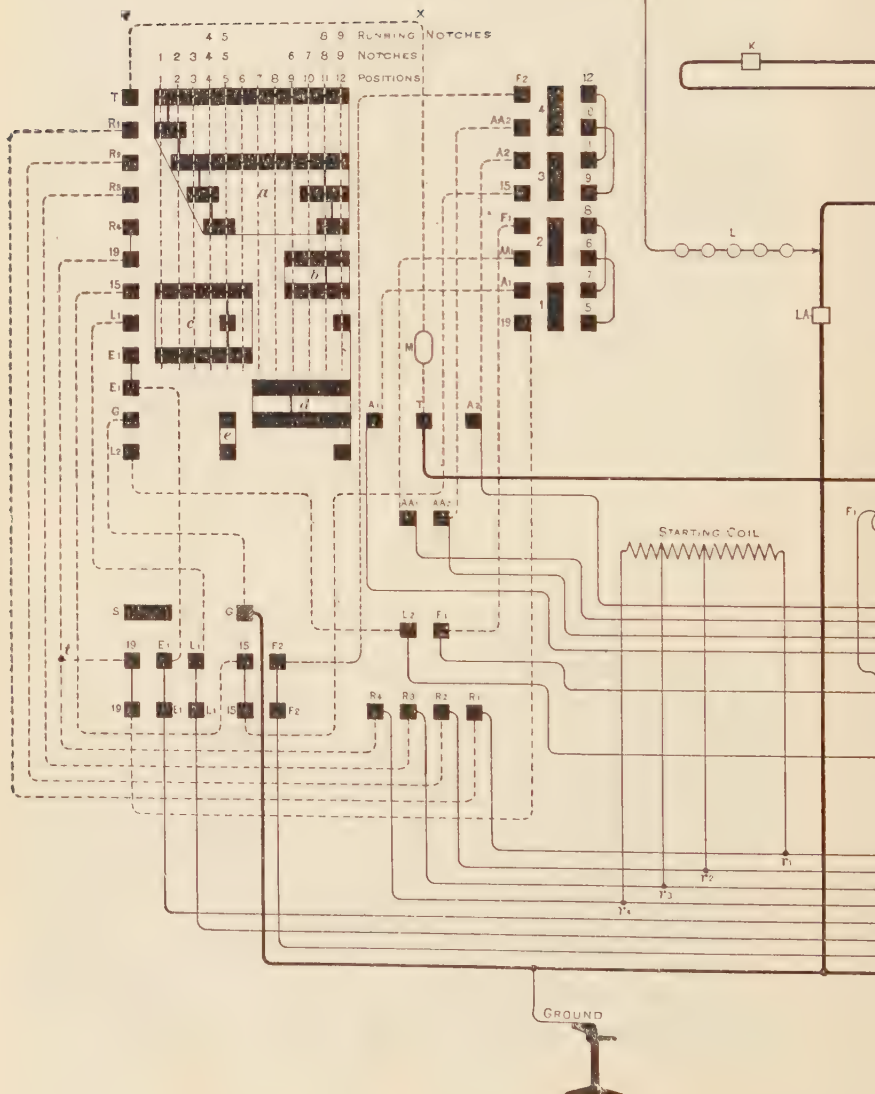 X
K
4 5 8 9 RUNNING NOTCHES
1 2 3 4 5 6 7 8 9 NOTCHES
1 2 3 4 5 6 7 8 9 10 11 12 POSITIONS
T
R1
R2
R3
R4
19
15
L1
E1
E1
G
L2
a
b
c
d
e
F2 4 12
AA2
A2 3
15 9
F1 2 8
6
A1 7
19 1 5
L
LA
M
A1 T A2
AA1 AA2
F1
STARTING COIL
S G
L2 F1
t 19 E1 L1 15 F2
19 E1 L1 15 F2
R4 R3 R2 R1
r1
r2
r3
r4
GROUND